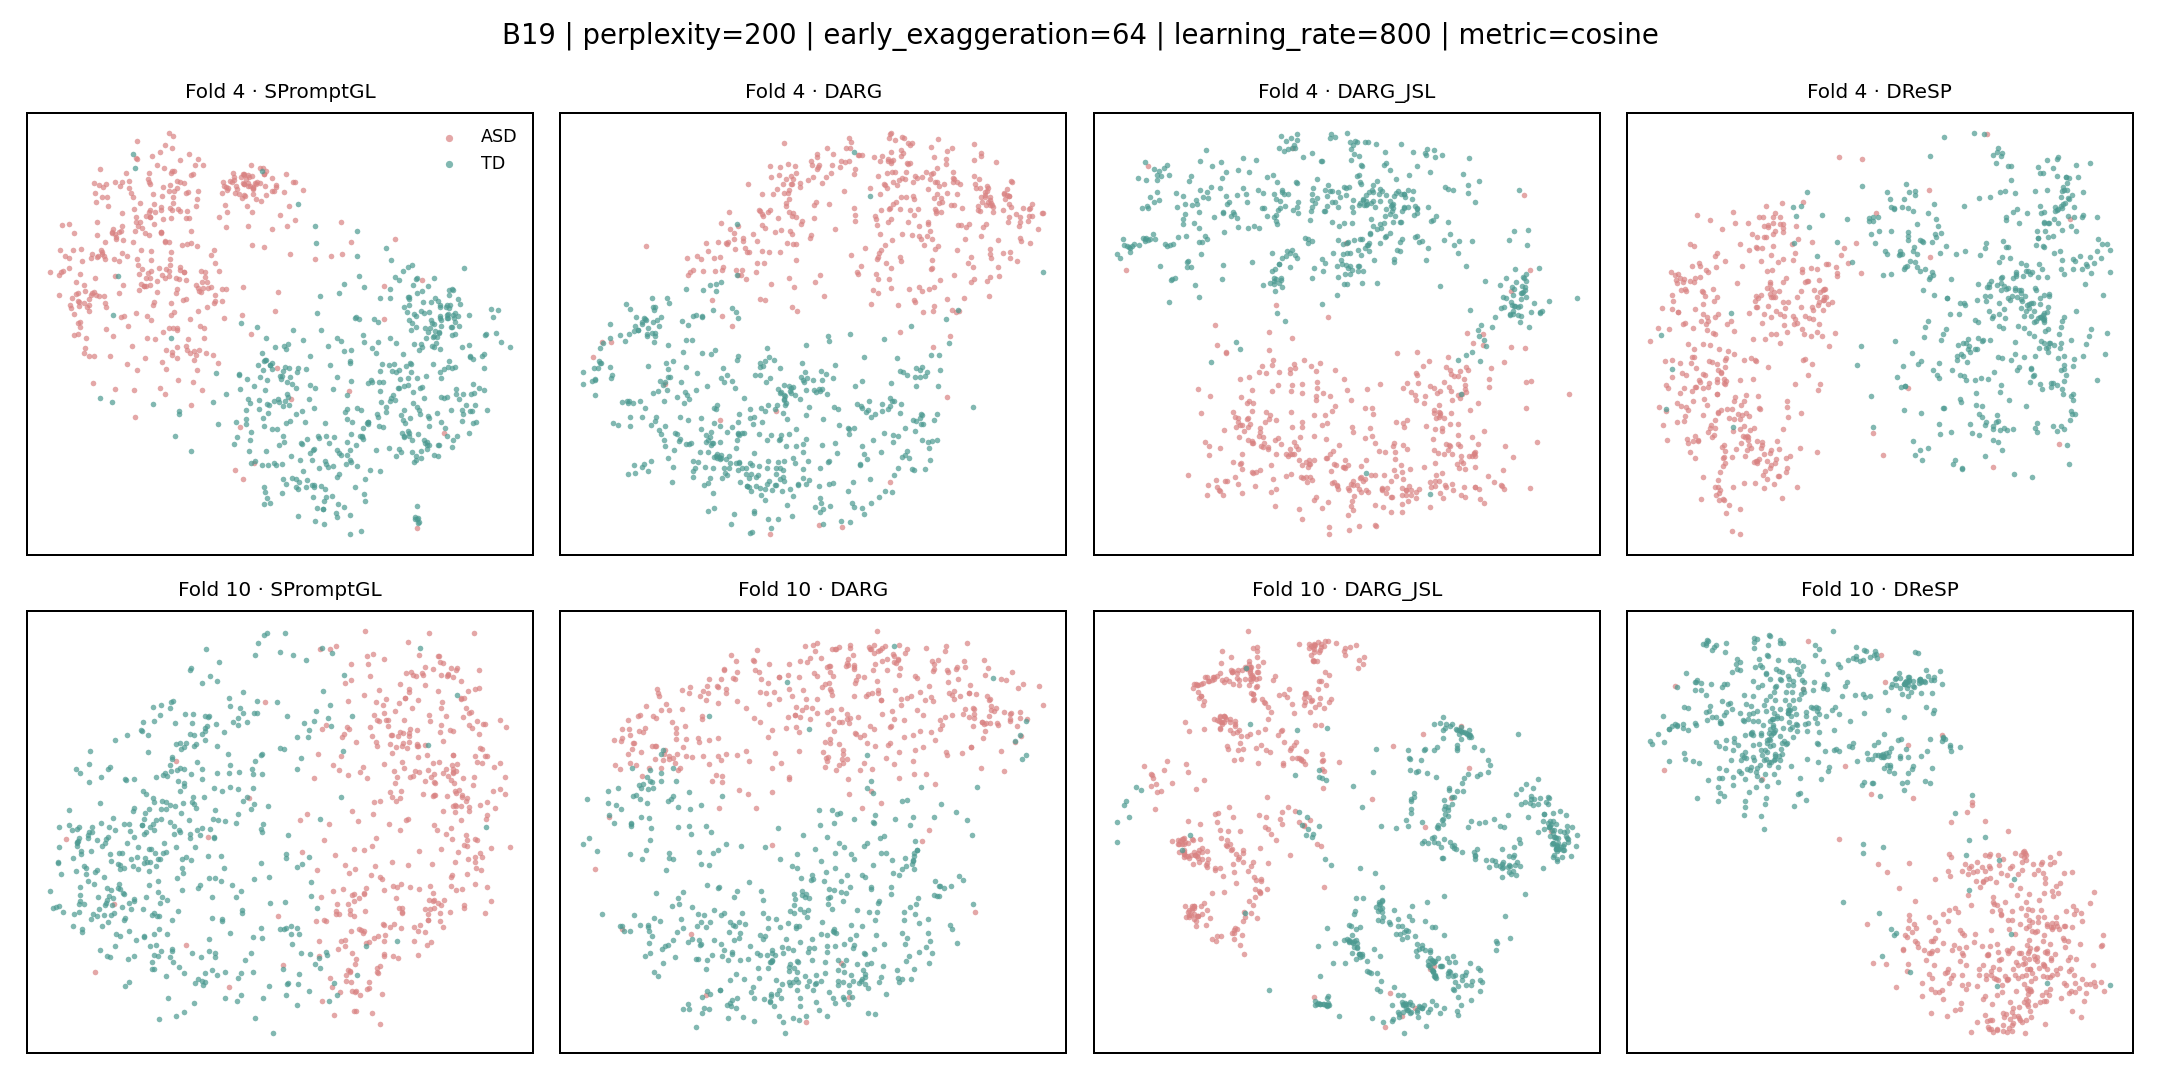 B19 | perplexity=200 | early_exaggeration=64 | learning_rate=800 | metric=cosine
Fold 4 · SPromptGL
Fold 4 · DARG
Fold 4 · DARG_JSL
Fold 4 · DReSP
ASD
TD
Fold 10 · SPromptGL
Fold 10 · DARG
Fold 10 · DARG_JSL
Fold 10 · DReSP